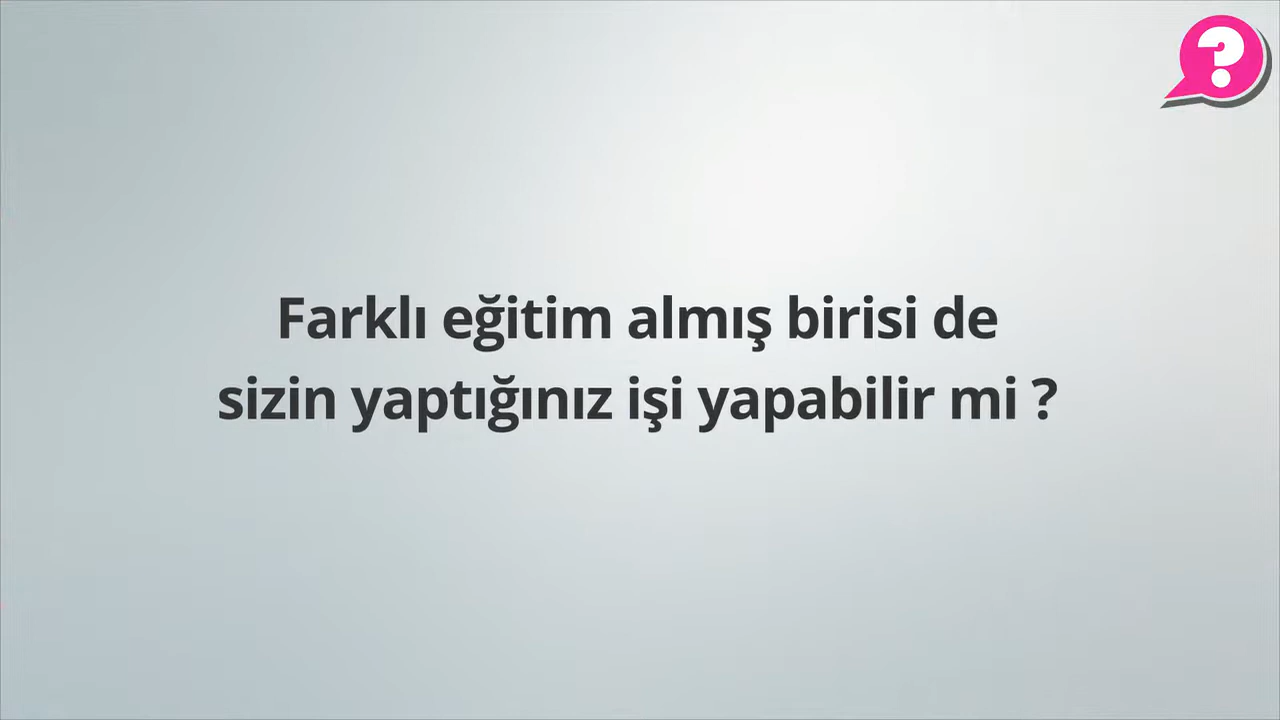 Farklı eğitim almış birisi de
sizin yaptığınız işi yapabilir mi ?